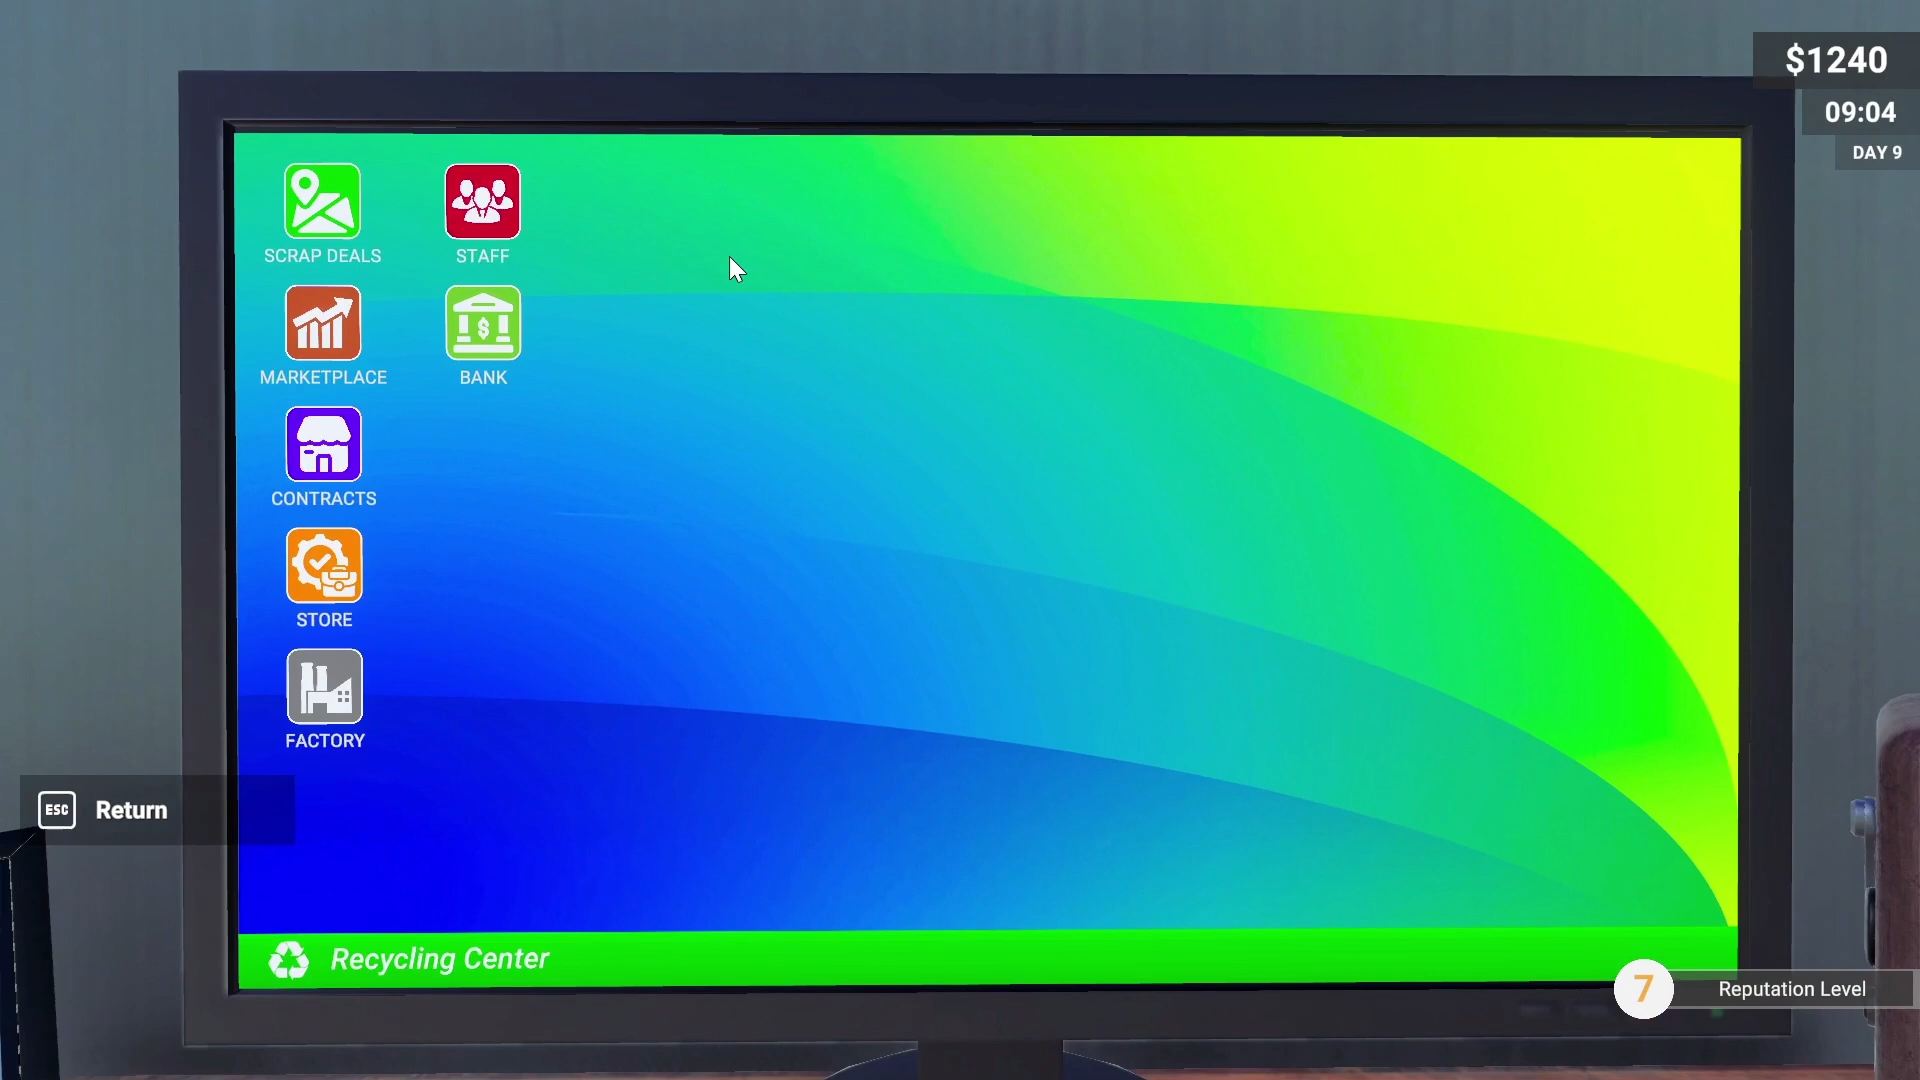 $1240
09:04
DAY 9
SCRAP DEALS
STAFF
MARKETPLACE
BANK
CONTRACTS
STORE
FACTORY
ESC Return
Recycling Center
7 Reputation Level